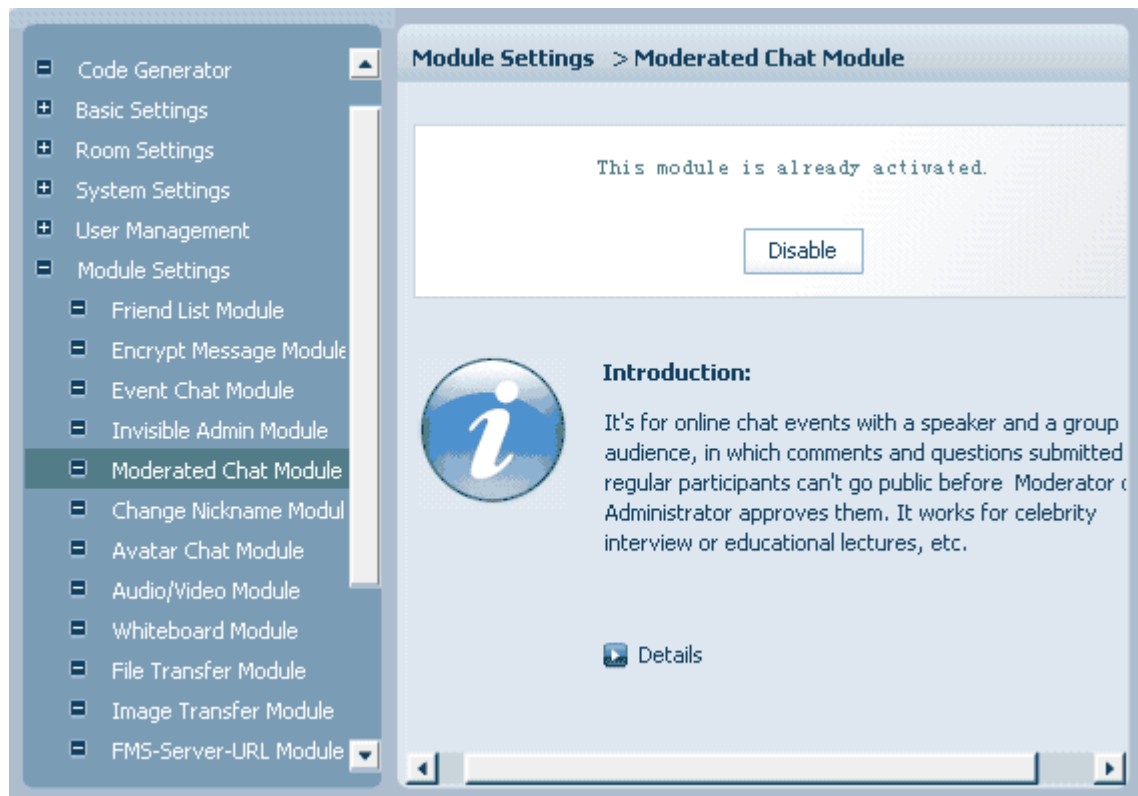 Code Generator
Basic Settings
Room Settings
System Settings
User Management
Module Settings
Friend List Module
Encrypt Message Module
Event Chat Module
Invisible Admin Module
Moderated Chat Module
Change Nickname Modul
Avatar Chat Module
Audio/Video Module
Whiteboard Module
File Transfer Module
Image Transfer Module
FMS-Server-URL Module
Module Settings > Moderated Chat Module
This module is already activated.
Disable
Introduction:
It's for online chat events with a speaker and a group
audience, in which comments and questions submitted
regular participants can't go public before Moderator
Administrator approves them. It works for celebrity
interview or educational lectures, etc.
Details